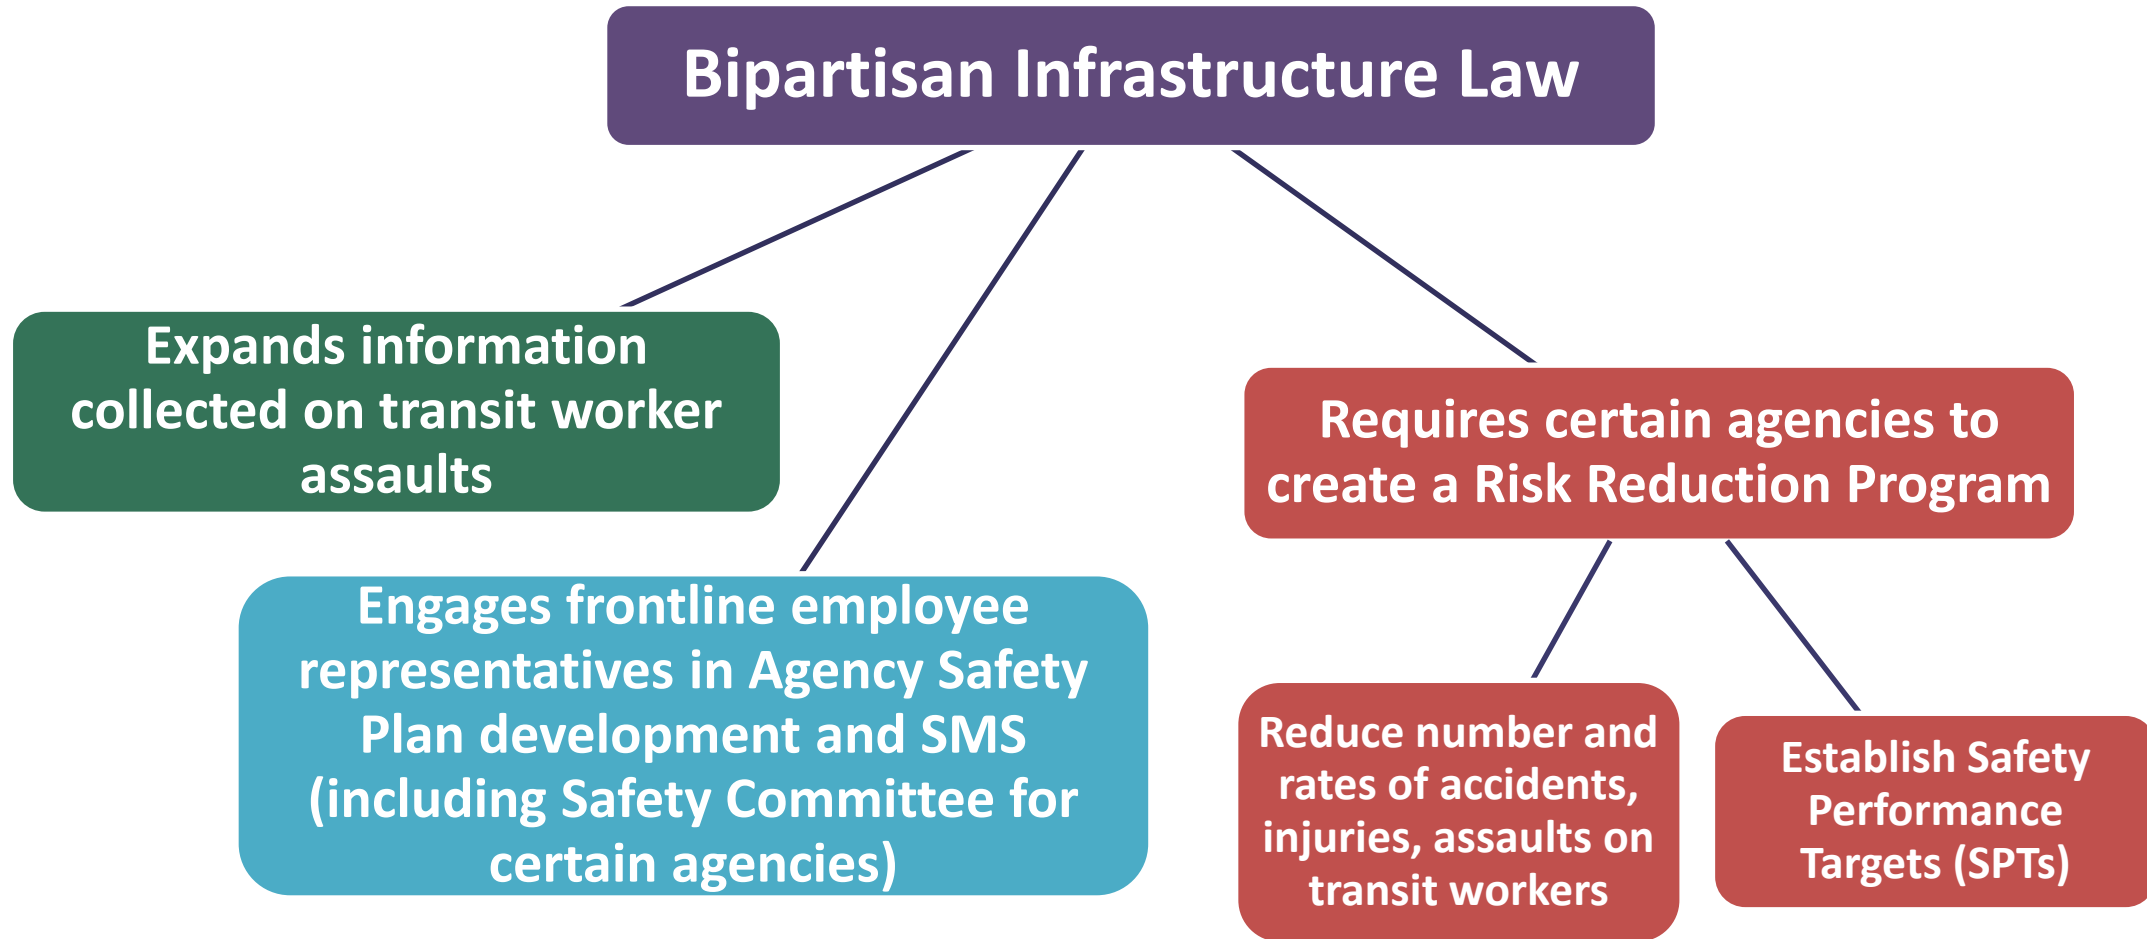 Bipartisan Infrastructure Law
Expands information
collected on transit worker
assaults
Requires certain agencies to
create a Risk Reduction Program
Engages frontline employee
representatives in Agency Safety
Plan development and SMS
(including Safety Committee for
certain agencies)
Reduce number and
rates of accidents,
injuries, assaults on
transit workers
Establish Safety
Performance
Targets (SPTs)